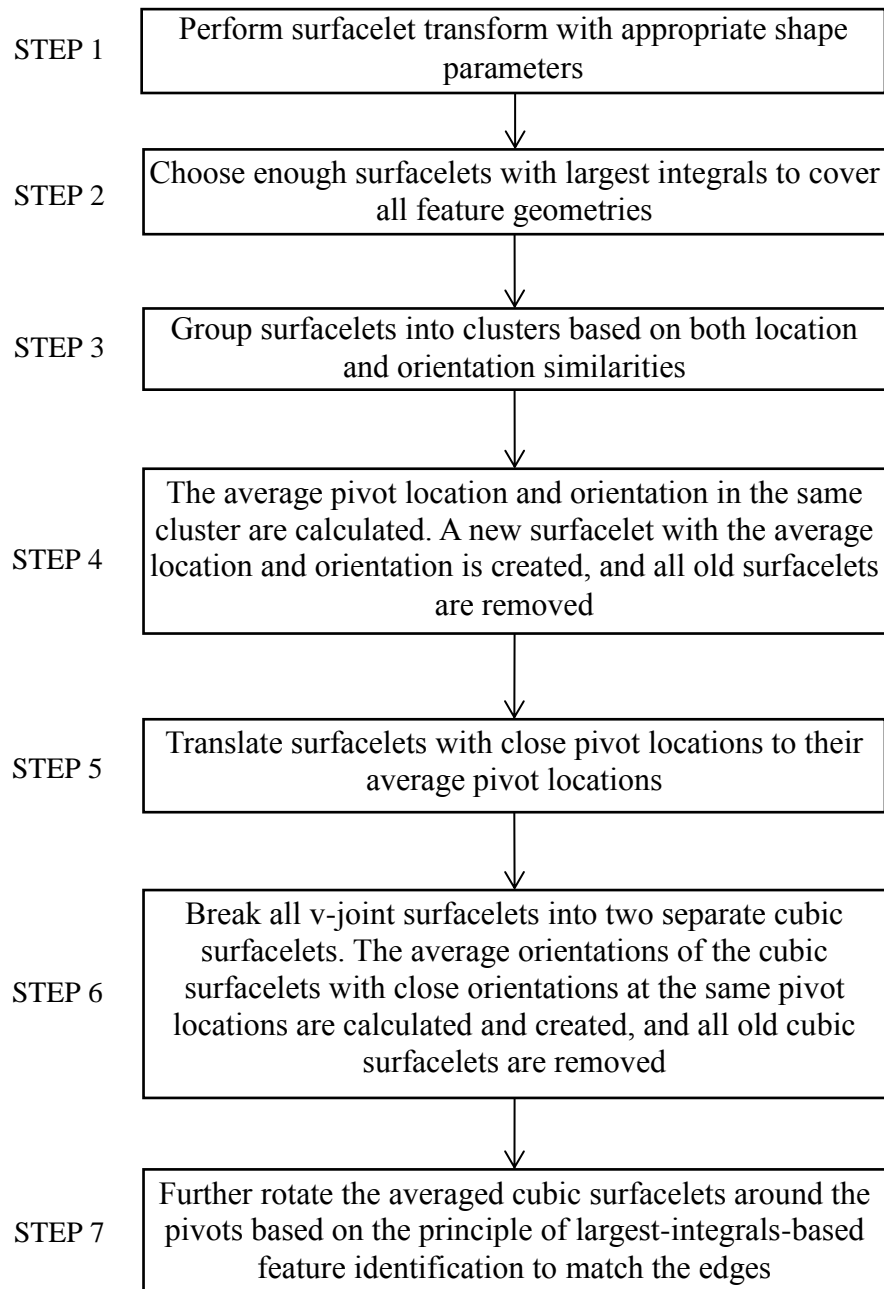 STEP 1
Perform surfacelet transform with appropriate shape
parameters
STEP 2
Choose enough surfacelets with largest integrals to cover
all feature geometries
STEP 3
Group surfacelets into clusters based on both location
and orientation similarities
STEP 4
The average pivot location and orientation in the same
cluster are calculated. A new surfacelet with the average
location and orientation is created, and all old surfacelets
are removed
STEP 5
Translate surfacelets with close pivot locations to their
average pivot locations
STEP 6
Break all v-joint surfacelets into two separate cubic
surfacelets. The average orientations of the cubic
surfacelets with close orientations at the same pivot
locations are calculated and created, and all old cubic
surfacelets are removed
STEP 7
Further rotate the averaged cubic surfacelets around the
pivots based on the principle of largest-integrals-based
feature identification to match the edges